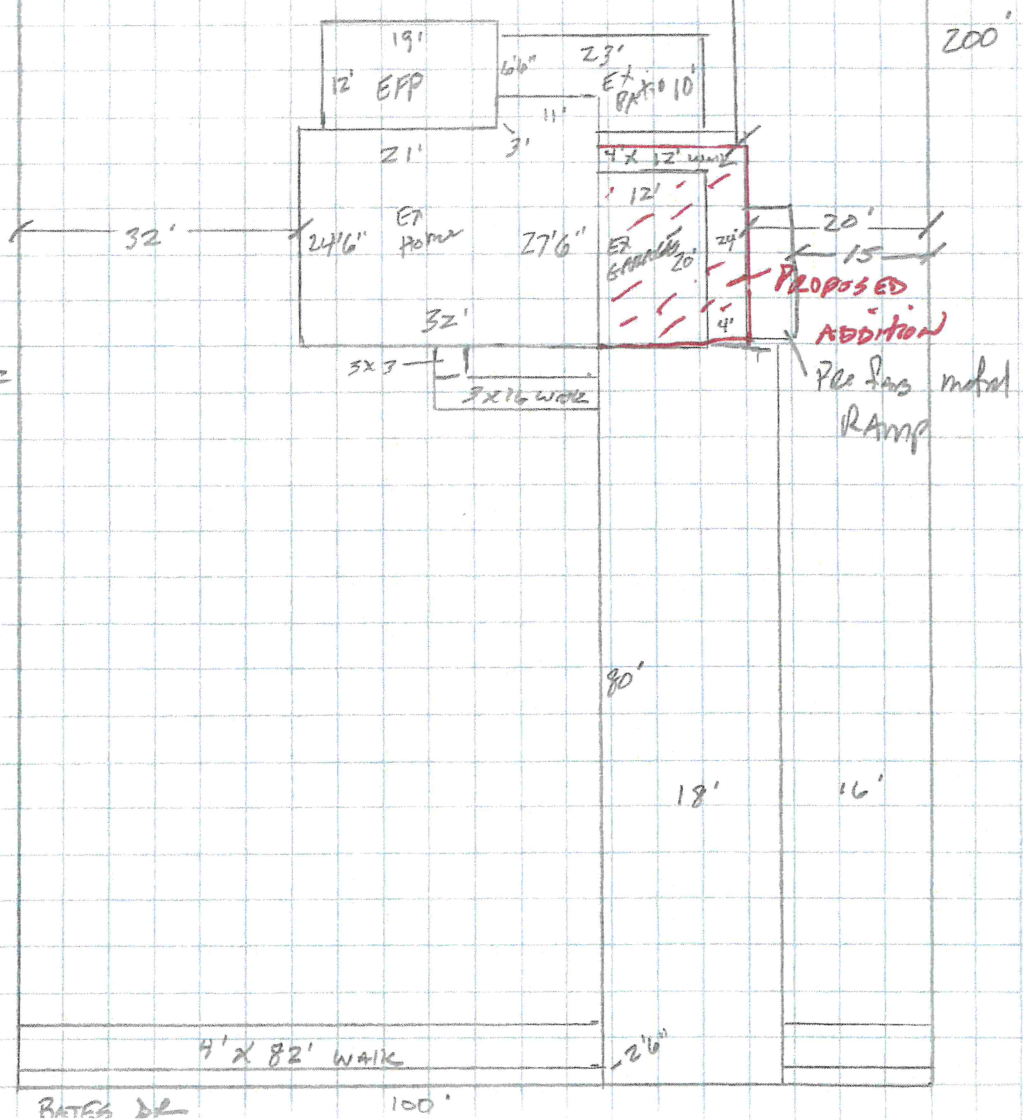 200'
19'
12'
EFP
6'6"
23'
EX
PATIO
10'
11'
3'
21'
4' X 12' WALK
12'
32'
24'6"
EX
Home
27'6"
EX
GARAGE
20'
24'
20'
15
PROPOSED
ADDITION
4'
32'
3x3
3x16 WALK
Pre fab metal
RAMP
80'
18'
16'
4' X 82' WALK
2'6"
BATES DR
100'